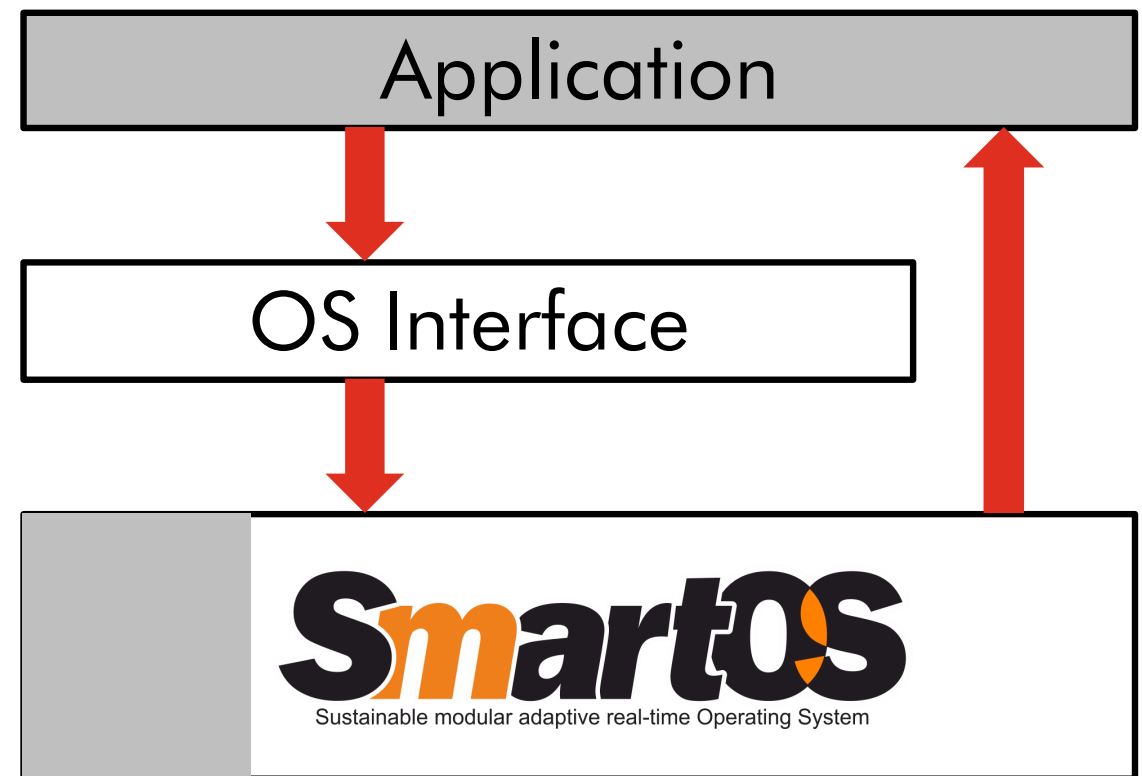 Application
OS Interface
SmartOS
Sustainable modular adaptive real-time Operating System